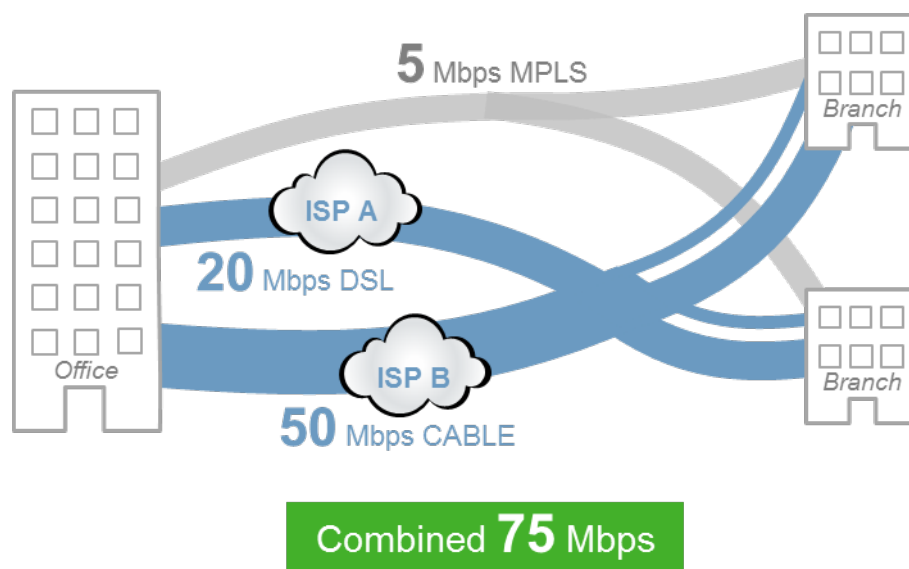 5 Mbps MPLS
Branch
ISP A
20 Mbps DSL
Office
ISP B
Branch
50 Mbps CABLE
Combined 75 Mbps